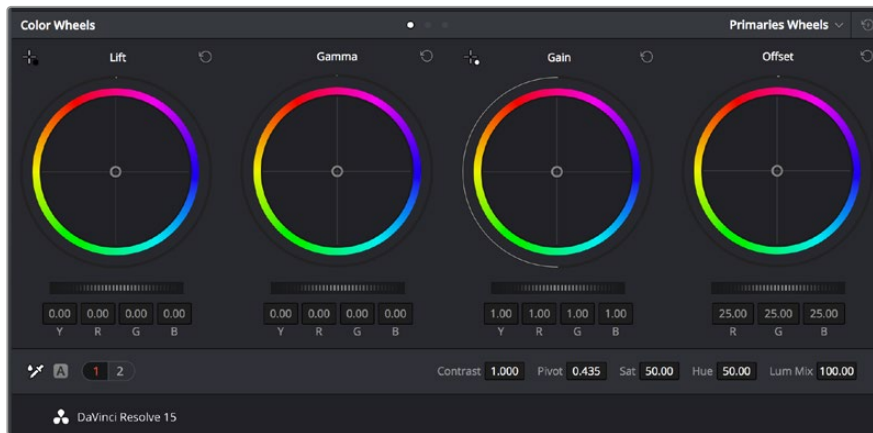 Color Wheels Primaries Wheels
Lift Gamma Gain Offset
0.00 0.00 0.00 0.00 0.00 0.00 0.00 0.00 1.00 1.00 1.00 1.00 25.00 25.00 25.00
Y R G B Y R G B Y R G B R G B
A 1 2 Contrast 1.000 Pivot 0.435 Sat 50.00 Hue 50.00 Lum Mix 100.00
DaVinci Resolve 15